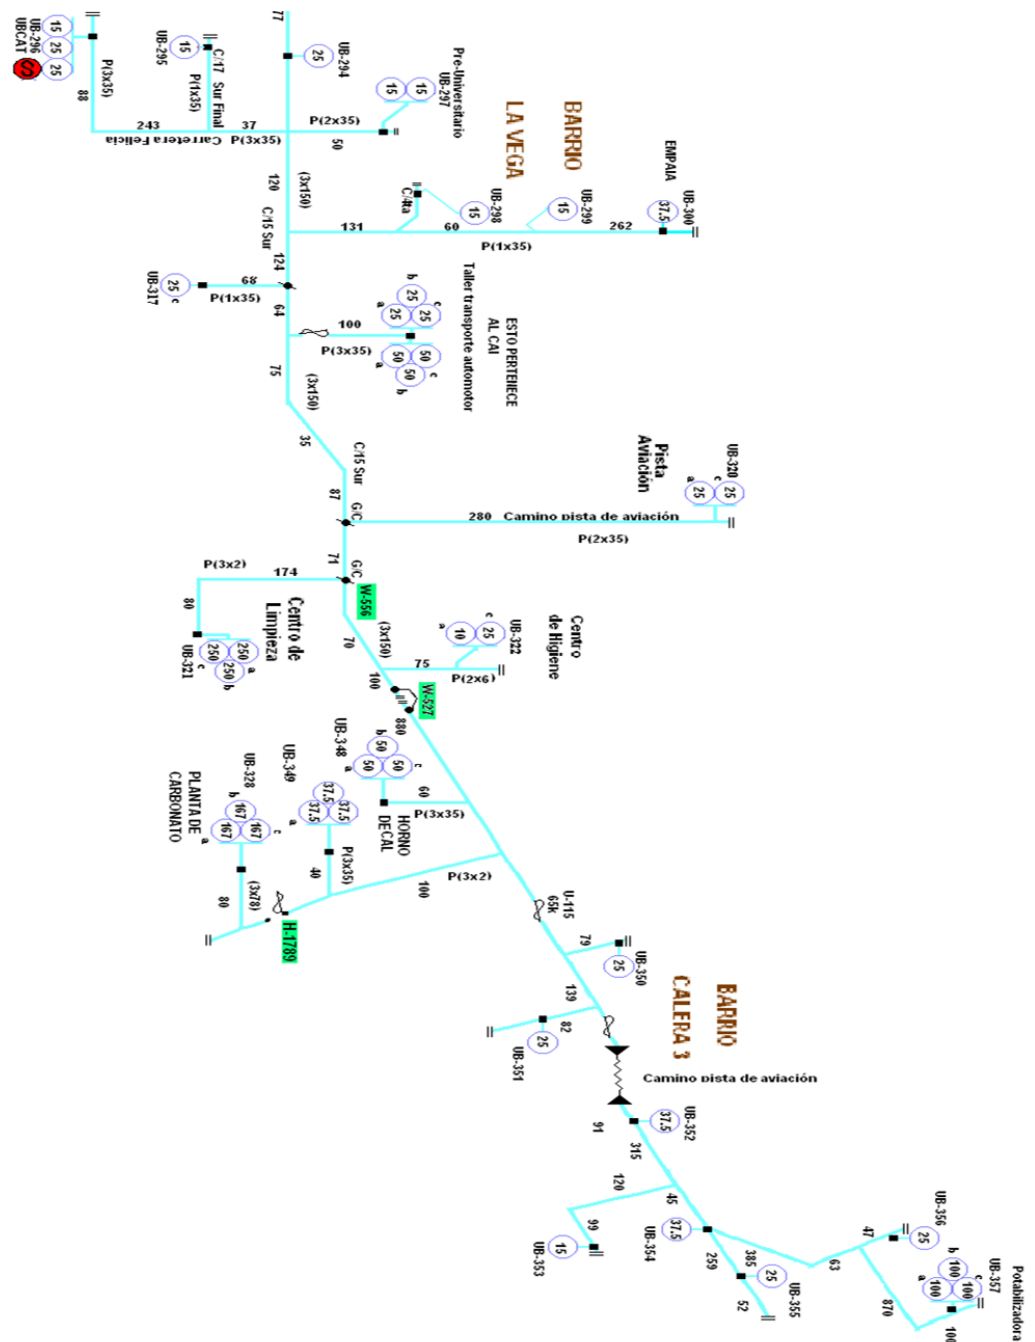 77
UB-294
25
Pre-Universitario
UB-297
15
15
P(2x35)
50
C/17 Sur Final
P(1x35)
15
UB-295
UB-296
UBCAT
15
25
25
S
P(3x35)
88
243
37
Carretera Felicia
P(3x35)
BARRIO
LA VEGA
120
(3x150)
C/15 Sur
C/4ta
UB-298
15
UB-299
15
EMPAIA
UB-300
37.5
131
60
262
P(1x35)
124
68
P(1x35)
25
c
UB-317
64
100
P(3x35)
a
b
c
25
25
25
50
50
50
a
b
c
Taller transporte automotor
ESTO PERTENECE
AL CAI
75
(3x150)
35
C/15 Sur
87
G/C
280
Camino pista de aviación
P(2x35)
Pista
Aviación
UB-320
a
c
25
25
71
G/C
W-556
P(3x2)
174
80
250
250
250
a
b
c
UB-321
Centro de
Limpieza
70
(3x150)
Centro
de Higiene
UB-322
c
25
10
a
75
P(2x6)
100
W-527
880
UB-348
b
50
50
50
a
c
60
P(3x35)
HORNO
DECAL
UB-349
37.5
37.5
37.5
a
P(3x35)
40
UB-328
b
167
167
167
a
c
PLANTA DE
CARBONATO
(3x78)
80
H-1789
100
P(3x2)
U-115
65k
79
UB-350
25
139
82
25
UB-351
BARRIO
CALERA 3
Camino pista de aviación
91
37.5
UB-352
315
120
99
15
UB-353
45
37.5
UB-354
259
385
25
UB-355
52
63
47
25
UB-356
870
Potabilizadora
UB-357
b
100
100
100
a
c
100